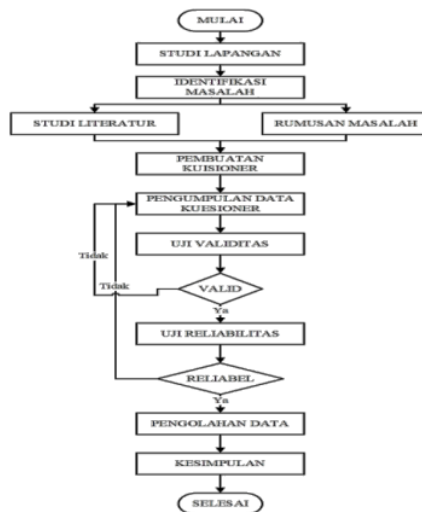 MULAI
STUDI LAPANGAN
IDENTIFIKASI
MASALAH
STUDI LITERATUR
RUMUSAN MASALAH
PEMBUATAN
KUISIONER
PENGUMPULAN DATA
KUESIONER
UJI VALIDITAS
Tidak
Tidak
VALID
Ya
UJI RELIABILITAS
RELIABEL
Ya
PENGOLAHAN DATA
KESIMPULAN
SELESAI